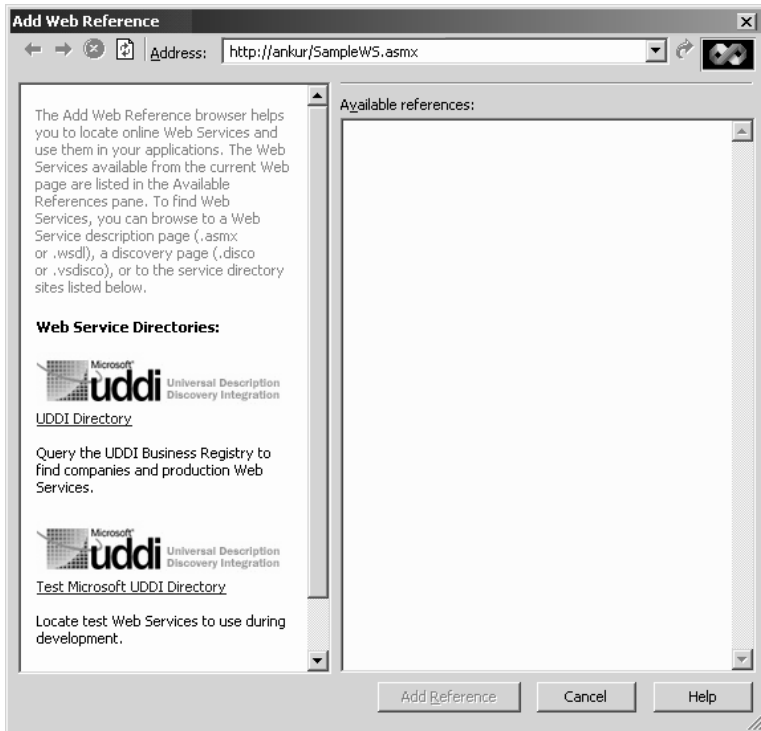 Add Web Reference
Address: http://ankur/SampleWS.asmx
The Add Web Reference browser helps
you to locate online Web Services and
use them in your applications. The Web
Services available from the current Web
page are listed in the Available
References pane. To find Web
Services, you can browse to a Web
Service description page (.asmx
or .wsdl), a discovery page (.disco
or .vsdisco), or to the service directory
sites listed below.
Web Service Directories:
Microsoft
uddi Universal Description
Discovery Integration
UDDI Directory
Query the UDDI Business Registry to
find companies and production Web
Services.
Microsoft
uddi Universal Description
Discovery Integration
Test Microsoft UDDI Directory
Locate test Web Services to use during
development.
Available references:
Add Reference
Cancel
Help